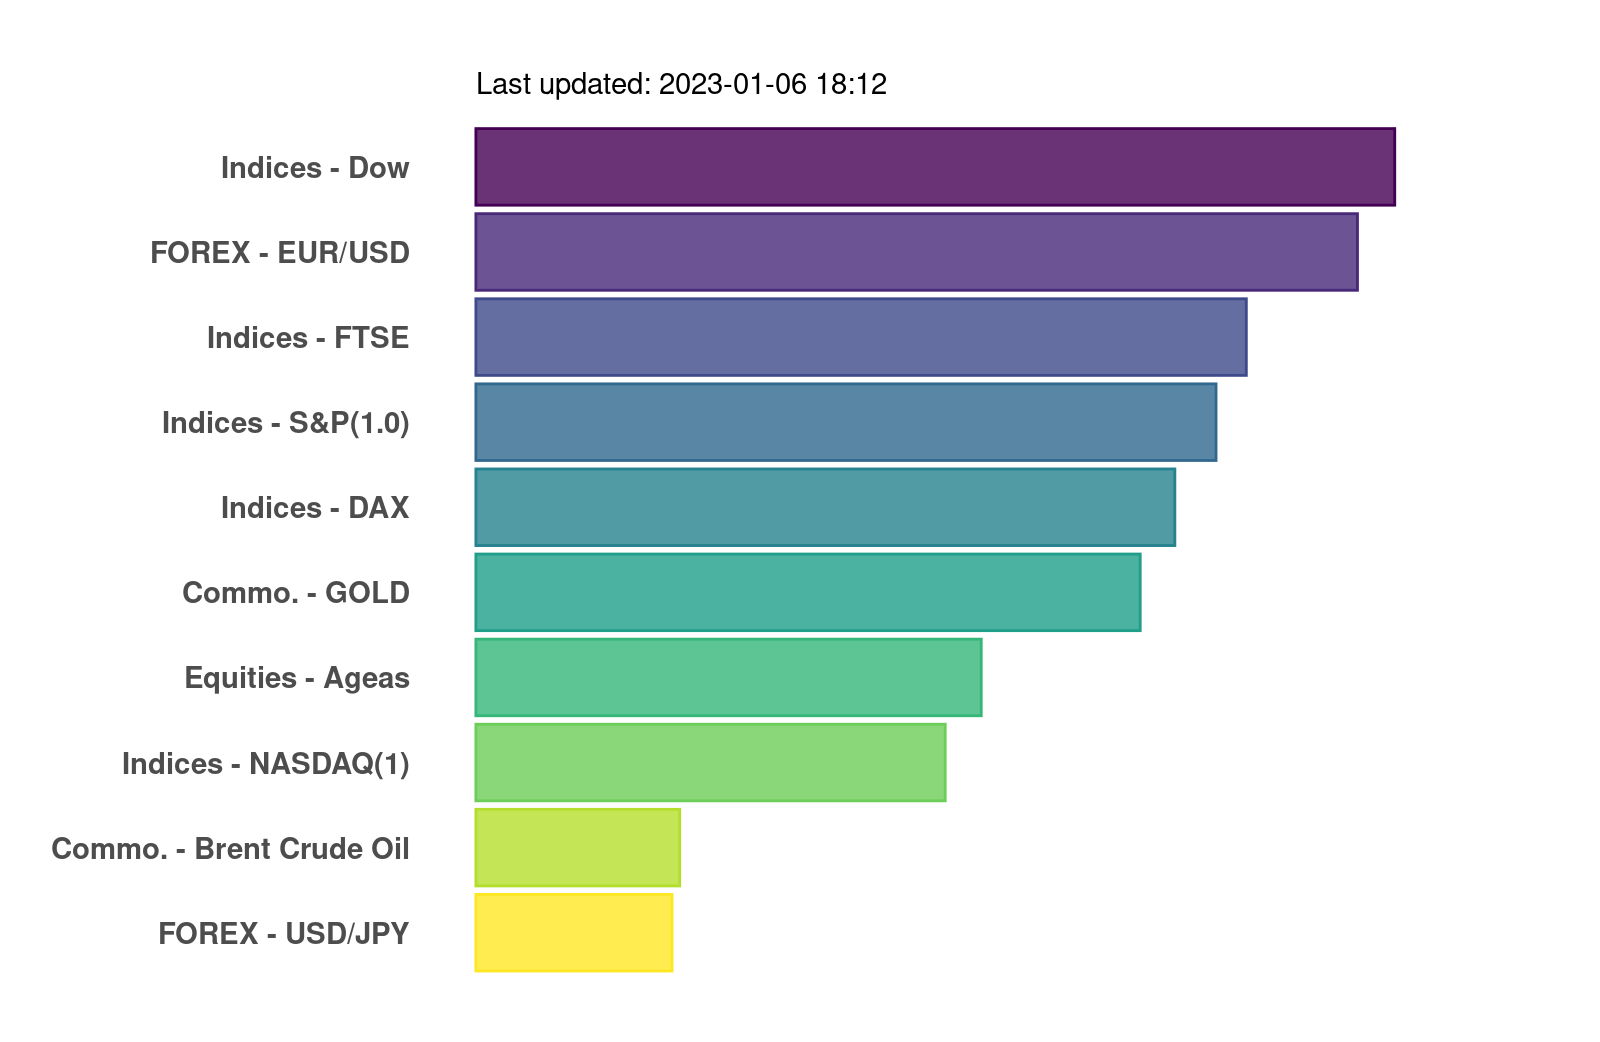 Last updated: 2023-01-06 18:12
Indices - Dow
FOREX - EUR/USD
Indices - FTSE
Indices - S&P(1.0)
Indices - DAX
Commo. - GOLD
Equities - Ageas
Indices - NASDAQ(1)
Commo. - Brent Crude Oil
FOREX - USD/JPY